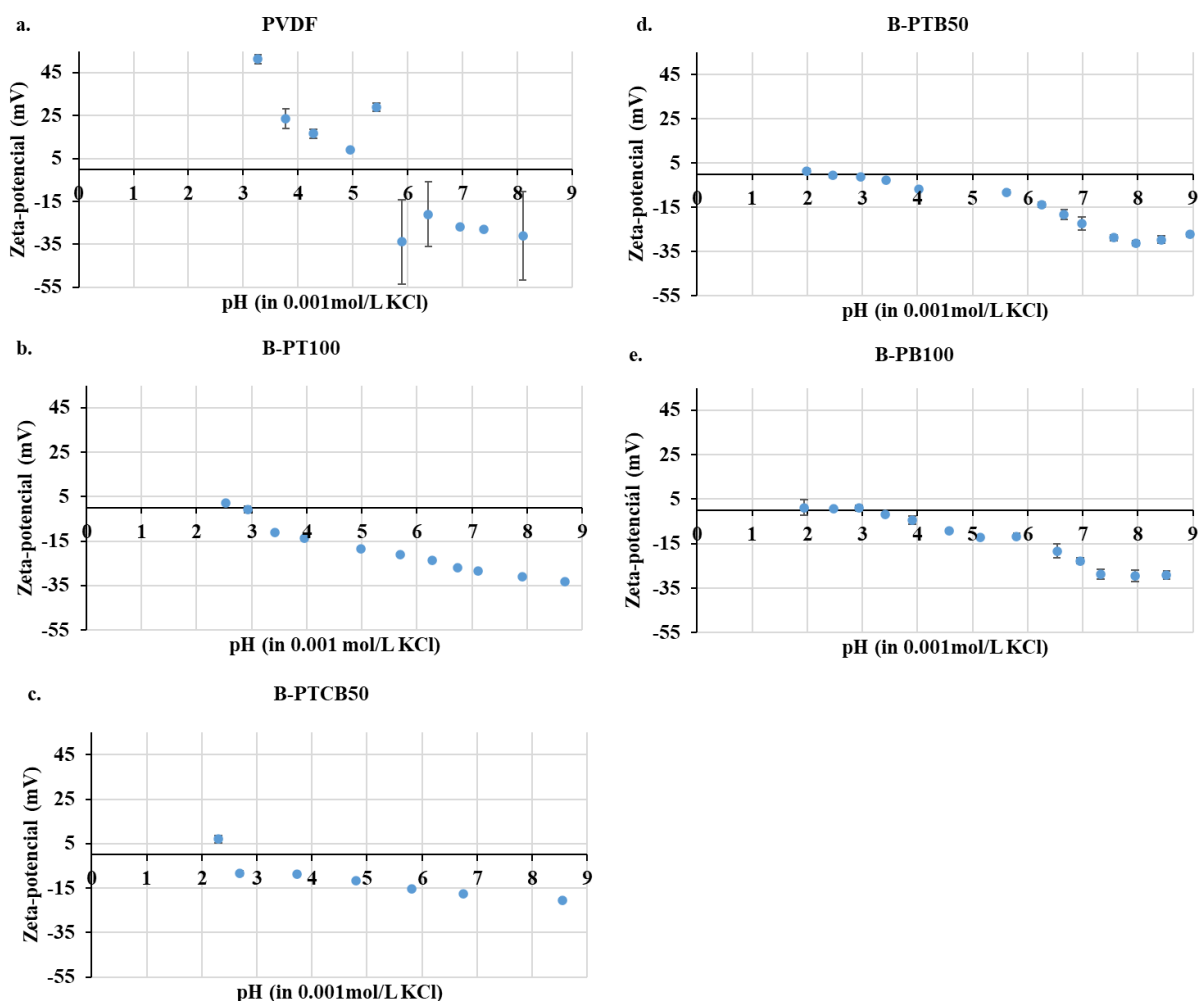 a.
PVDF
Zeta-potencial (mV)
45
25
5
-15
-35
-55
0 1 2 3 4 5 6 7 8 9
pH (in 0.001mol/L KCl)
b.
B-PT100
Zeta-potencial (mV)
45
25
5
-15
-35
-55
0 1 2 3 4 5 6 7 8 9
pH (in 0.001 mol/L KCl)
c.
B-PTCB50
Zeta-potencial (mV)
45
25
5
-15
-35
-55
0 1 2 3 4 5 6 7 8 9
pH (in 0.001mol/L KCl)
d.
B-PTB50
Zeta-potencial (mV)
45
25
5
-15
-35
-55
0 1 2 3 4 5 6 7 8 9
pH (in 0.001mol/L KCl)
e.
B-PB100
Zeta-potenciál (mV)
45
25
5
-15
-35
-55
0 1 2 3 4 5 6 7 8 9
pH (in 0.001mol/L KCl)